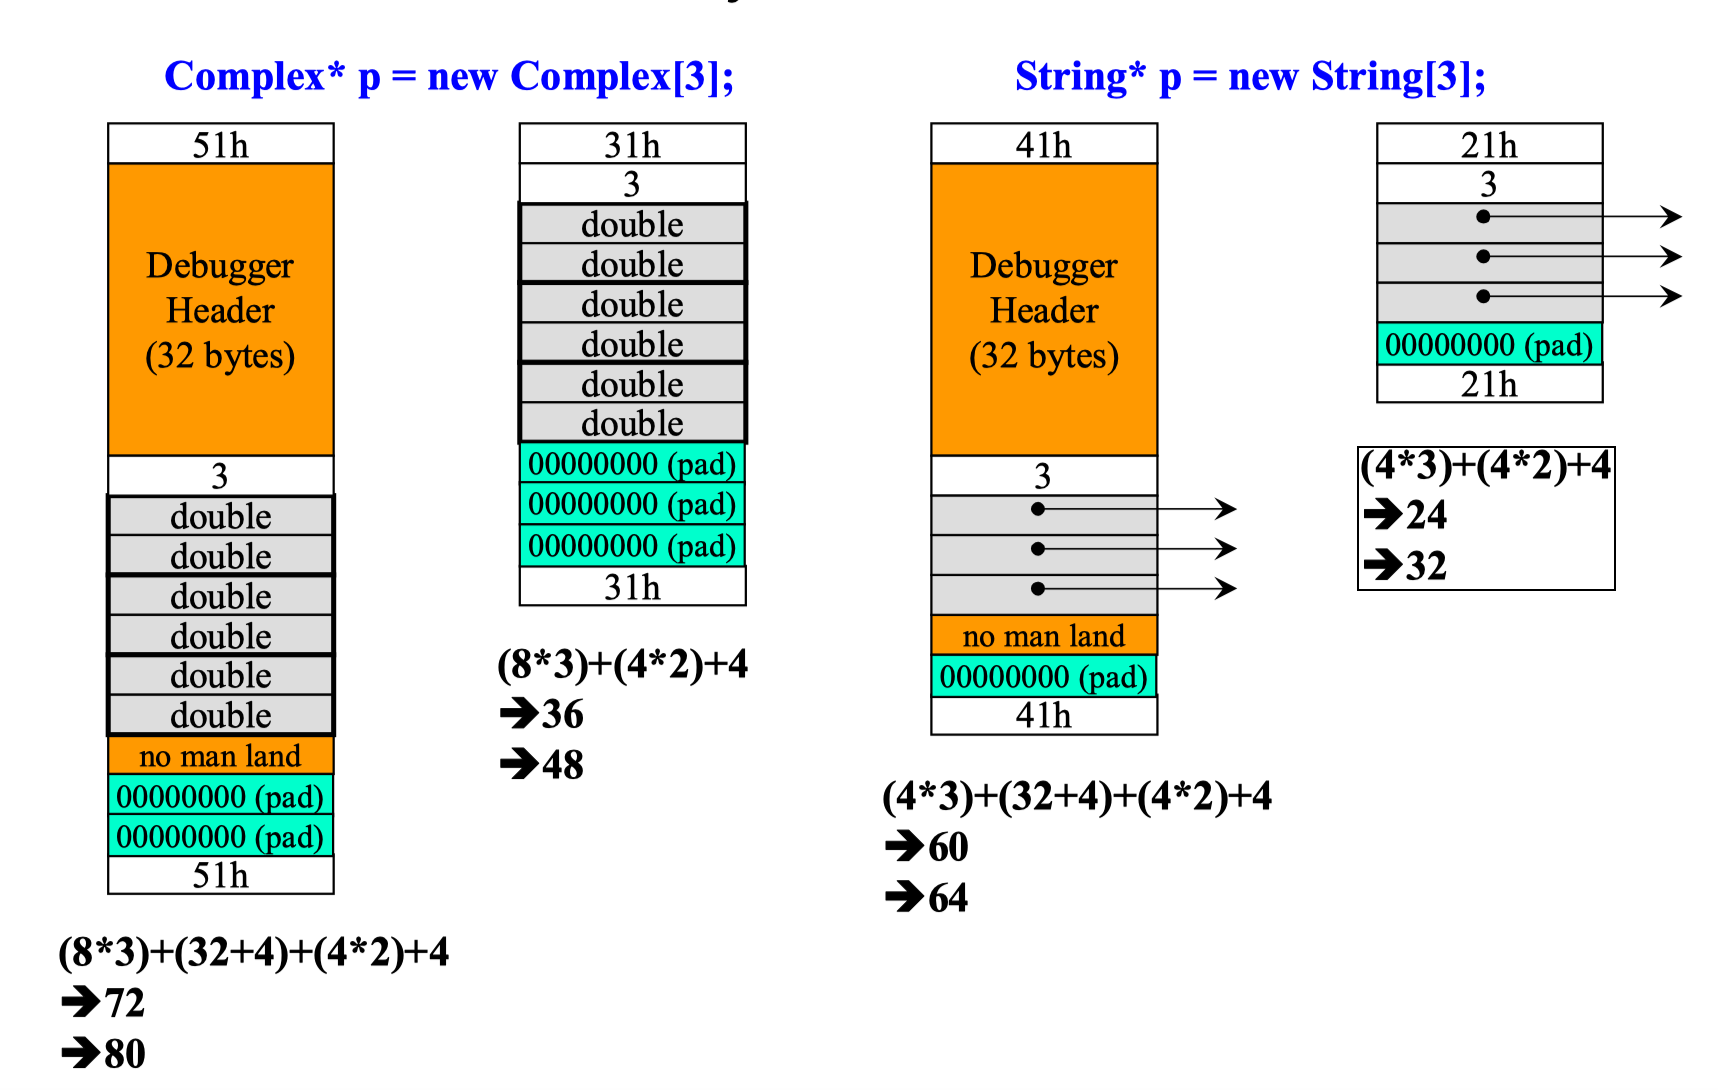 Complex* p = new Complex[3];
51h
Debugger
Header
(32 bytes)
3
double
double
double
double
double
double
no man land
00000000 (pad)
00000000 (pad)
51h
(8*3)+(32+4)+(4*2)+4
➔72
➔80
31h
3
double
double
double
double
double
double
00000000 (pad)
00000000 (pad)
00000000 (pad)
31h
(8*3)+(4*2)+4
➔36
➔48
String* p = new String[3];
41h
Debugger
Header
(32 bytes)
3
no man land
00000000 (pad)
41h
(4*3)+(32+4)+(4*2)+4
➔60
➔64
21h
3
00000000 (pad)
21h
(4*3)+(4*2)+4
➔24
➔32